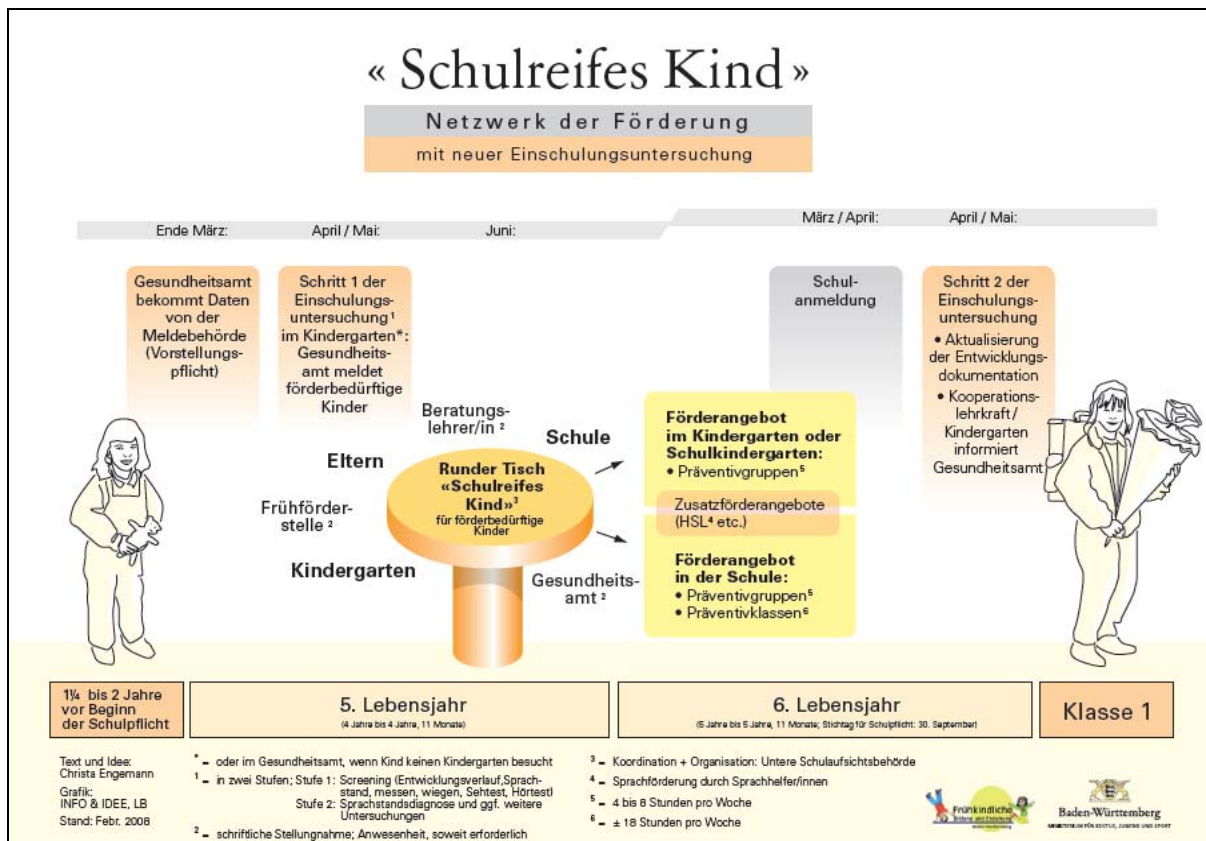 « Schulreifes Kind »
Netzwerk der Förderung
mit neuer Einschulungsuntersuchung
Ende März:
April / Mai:
Juni:
März / April:
April / Mai:
Gesundheitsamt
bekommt Daten
von der
Meldebehörde
(Vorstellungs-
pflicht)
Schritt 1 der
Einschulungs-
untersuchung¹
im Kindergarten*:
Gesundheits-
amt meldet
förderbedürftige
Kinder
Schul-
anmeldung
Schritt 2 der
Einschulungs-
untersuchung
• Aktualisierung
der Entwicklungs-
dokumentation
• Kooperations-
lehrkraft/
Kindergarten
informiert
Gesundheitsamt
Beratungs-
lehrer/in ²
Schule
Eltern
Frühförder-
stelle ²
Kindergarten
Gesundheits-
amt ²
Runder Tisch
«Schulreifes
Kind»³
für förderbedürftige
Kinder
Förderangebot
im Kindergarten oder
Schulkindergarten:
• Präventivgruppen⁵
Zusatzförderangebote
(HSL⁴ etc.)
Förderangebot
in der Schule:
• Präventivgruppen⁵
• Präventivklassen⁶
1¼ bis 2 Jahre
vor Beginn
der Schulpflicht
5. Lebensjahr
(4 Jahre bis 4 Jahre, 11 Monate)
6. Lebensjahr
(5 Jahre bis 5 Jahre, 11 Monate; Stichtag für Schulpflicht: 30. September)
Klasse 1
Text und Idee:
Christa Engemann
Grafik:
INFO & IDEE, LB
Stand: Febr. 2008
* = oder im Gesundheitsamt, wenn Kind keinen Kindergarten besucht
¹ = in zwei Stufen; Stufe 1: Screening (Entwicklungsverlauf,Sprach-
stand, messen, wiegen, Sehtest, Hörtest)
Stufe 2: Sprachstandsdiagnose und ggf. weitere
Untersuchungen
² = schriftliche Stellungnahme; Anwesenheit, soweit erforderlich
³ = Koordination + Organisation: Untere Schulaufsichtsbehörde
⁴ = Sprachförderung durch Sprachhelfer/innen
⁵ = 4 bis 8 Stunden pro Woche
⁶ = ± 18 Stunden pro Woche
Frühkindliche
Bildung und Erziehung
Baden-Württemberg
MINISTERIUM FÜR KULTUS, JUGEND UND SPORT